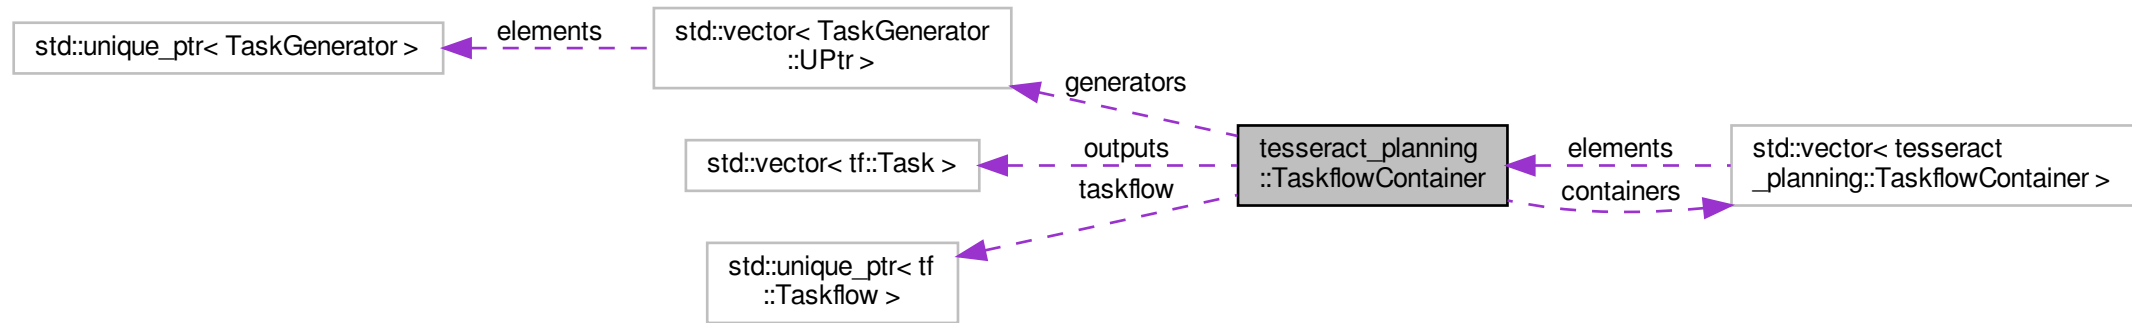 std::unique_ptr< TaskGenerator >
elements
std::vector< TaskGenerator
::UPtr >
generators
std::vector< tf::Task >
outputs
taskflow
std::unique_ptr< tf
::Taskflow >
tesseract_planning
::TaskflowContainer
elements
containers
std::vector< tesseract
_planning::TaskflowContainer >